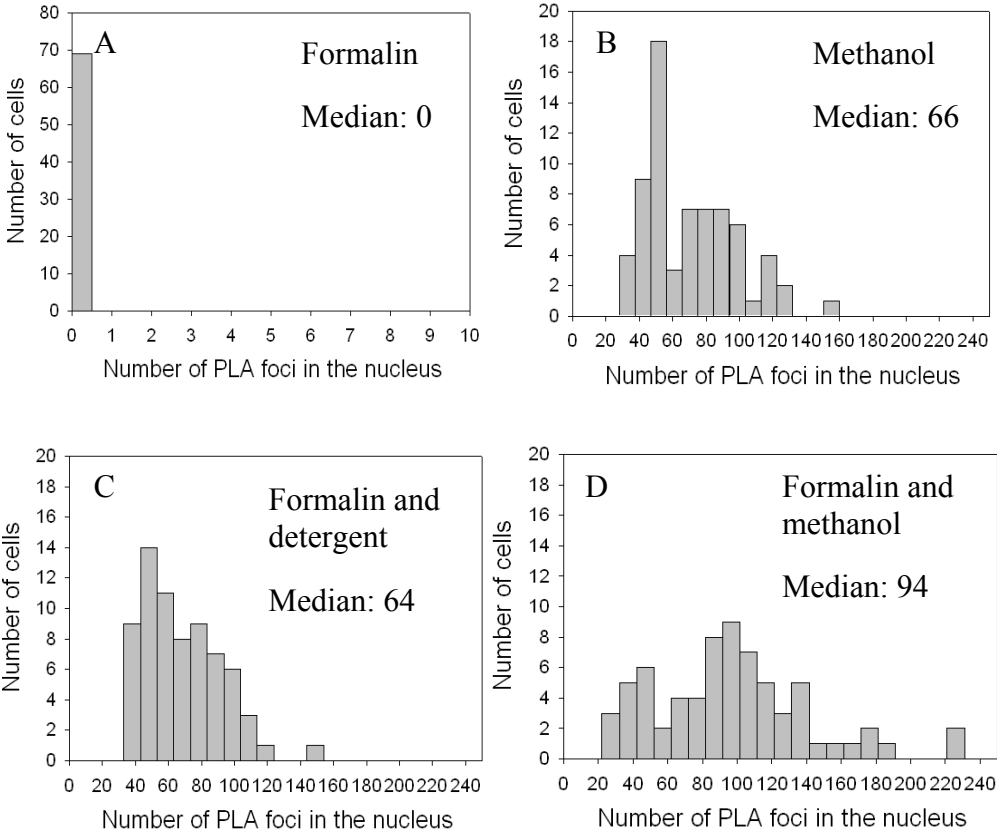 A
Formalin
Median: 0
80
70
60
50
40
30
20
10
0
Number of cells
0 1 2 3 4 5 6 7 8 9 10
Number of PLA foci in the nucleus
B
Methanol
Median: 66
20
18
16
14
12
10
8
6
4
2
0
Number of cells
0 20 40 60 80 100 120 140 160 180 200 220 240
Number of PLA foci in the nucleus
C
Formalin and
detergent
Median: 64
20
18
16
14
12
10
8
6
4
2
0
Number of cells
0 20 40 60 80 100 120 140 160 180 200 220 240
Number of PLA foci in the nucleus
D
Formalin and
methanol
Median: 94
20
18
16
14
12
10
8
6
4
2
0
Number of cells
0 20 40 60 80 100 120 140 160 180 200 220 240
Number of PLA foci in the nucleus